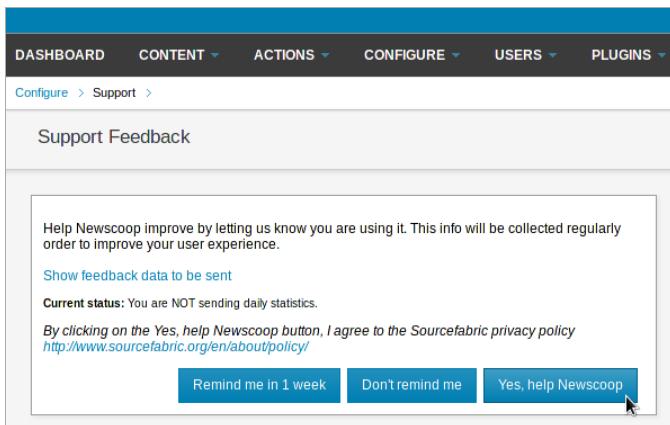 DASHBOARD CONTENT ACTIONS CONFIGURE USERS PLUGINS
Configure > Support >
Support Feedback
Help Newscoop improve by letting us know you are using it. This info will be collected regularly
order to improve your user experience.
Show feedback data to be sent
Current status: You are NOT sending daily statistics.
By clicking on the Yes, help Newscoop button, I agree to the Sourcefabric privacy policy
http://www.sourcefabric.org/en/about/policy/
Remind me in 1 week Don't remind me Yes, help Newscoop